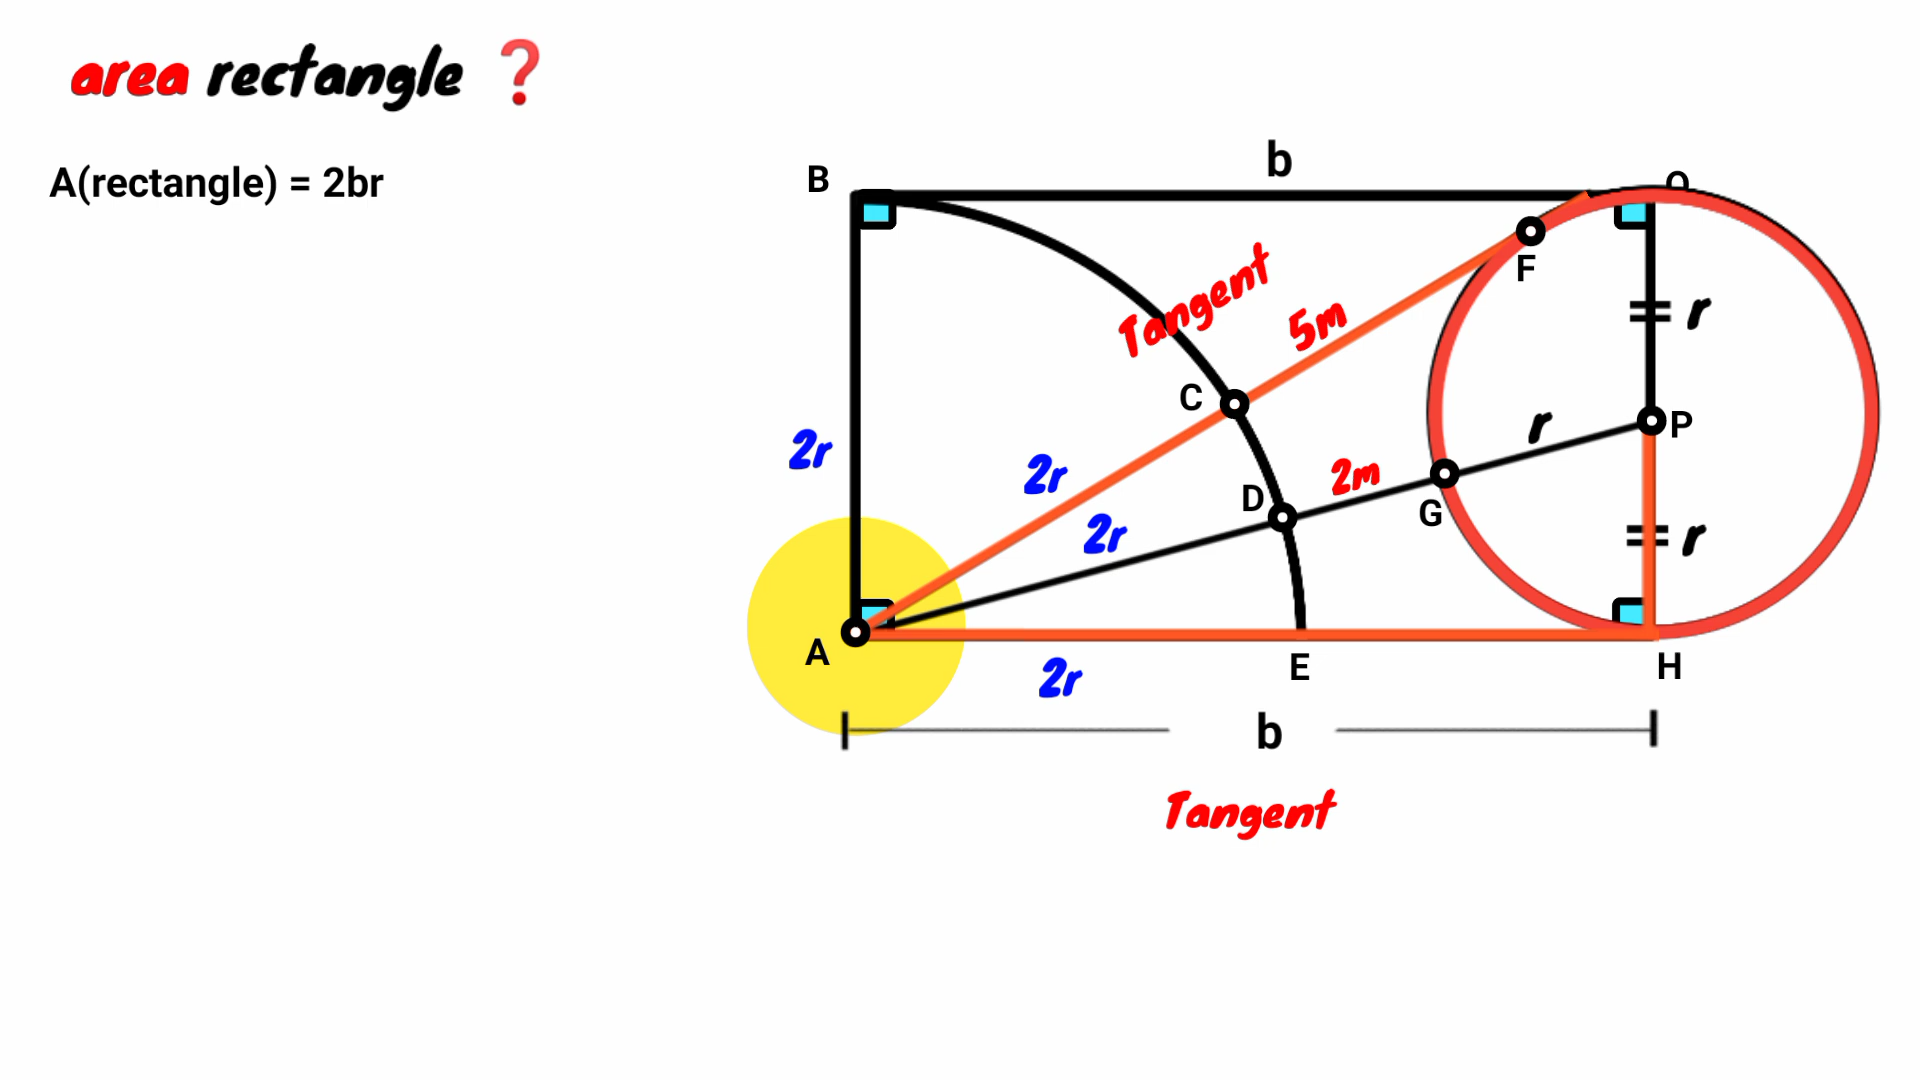 area rectangle ❓
A(rectangle) = 2br
b
B
F
Tangent
5m
r
C
P
r
2r
2r
2m
D
G
2r
r
A
E
H
2r
b
Tangent